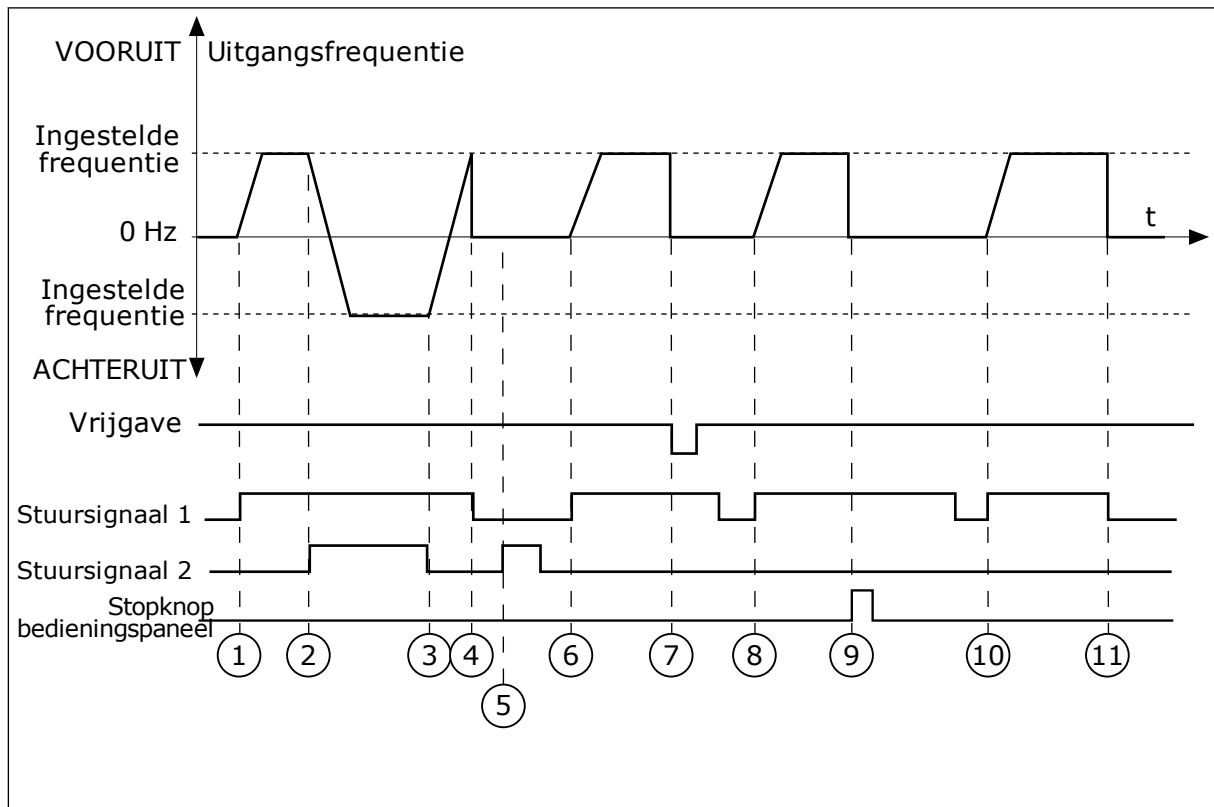 VOORUIT
Uitgangsfrequentie
Ingestelde
frequentie
0 Hz
t
Ingestelde
frequentie
ACHTERUIT
Vrijgave
Stuursignaal 1
Stuursignaal 2
Stopknop
bedieningspaneel
1 2 3 4 6 7 8 9 10 11
5